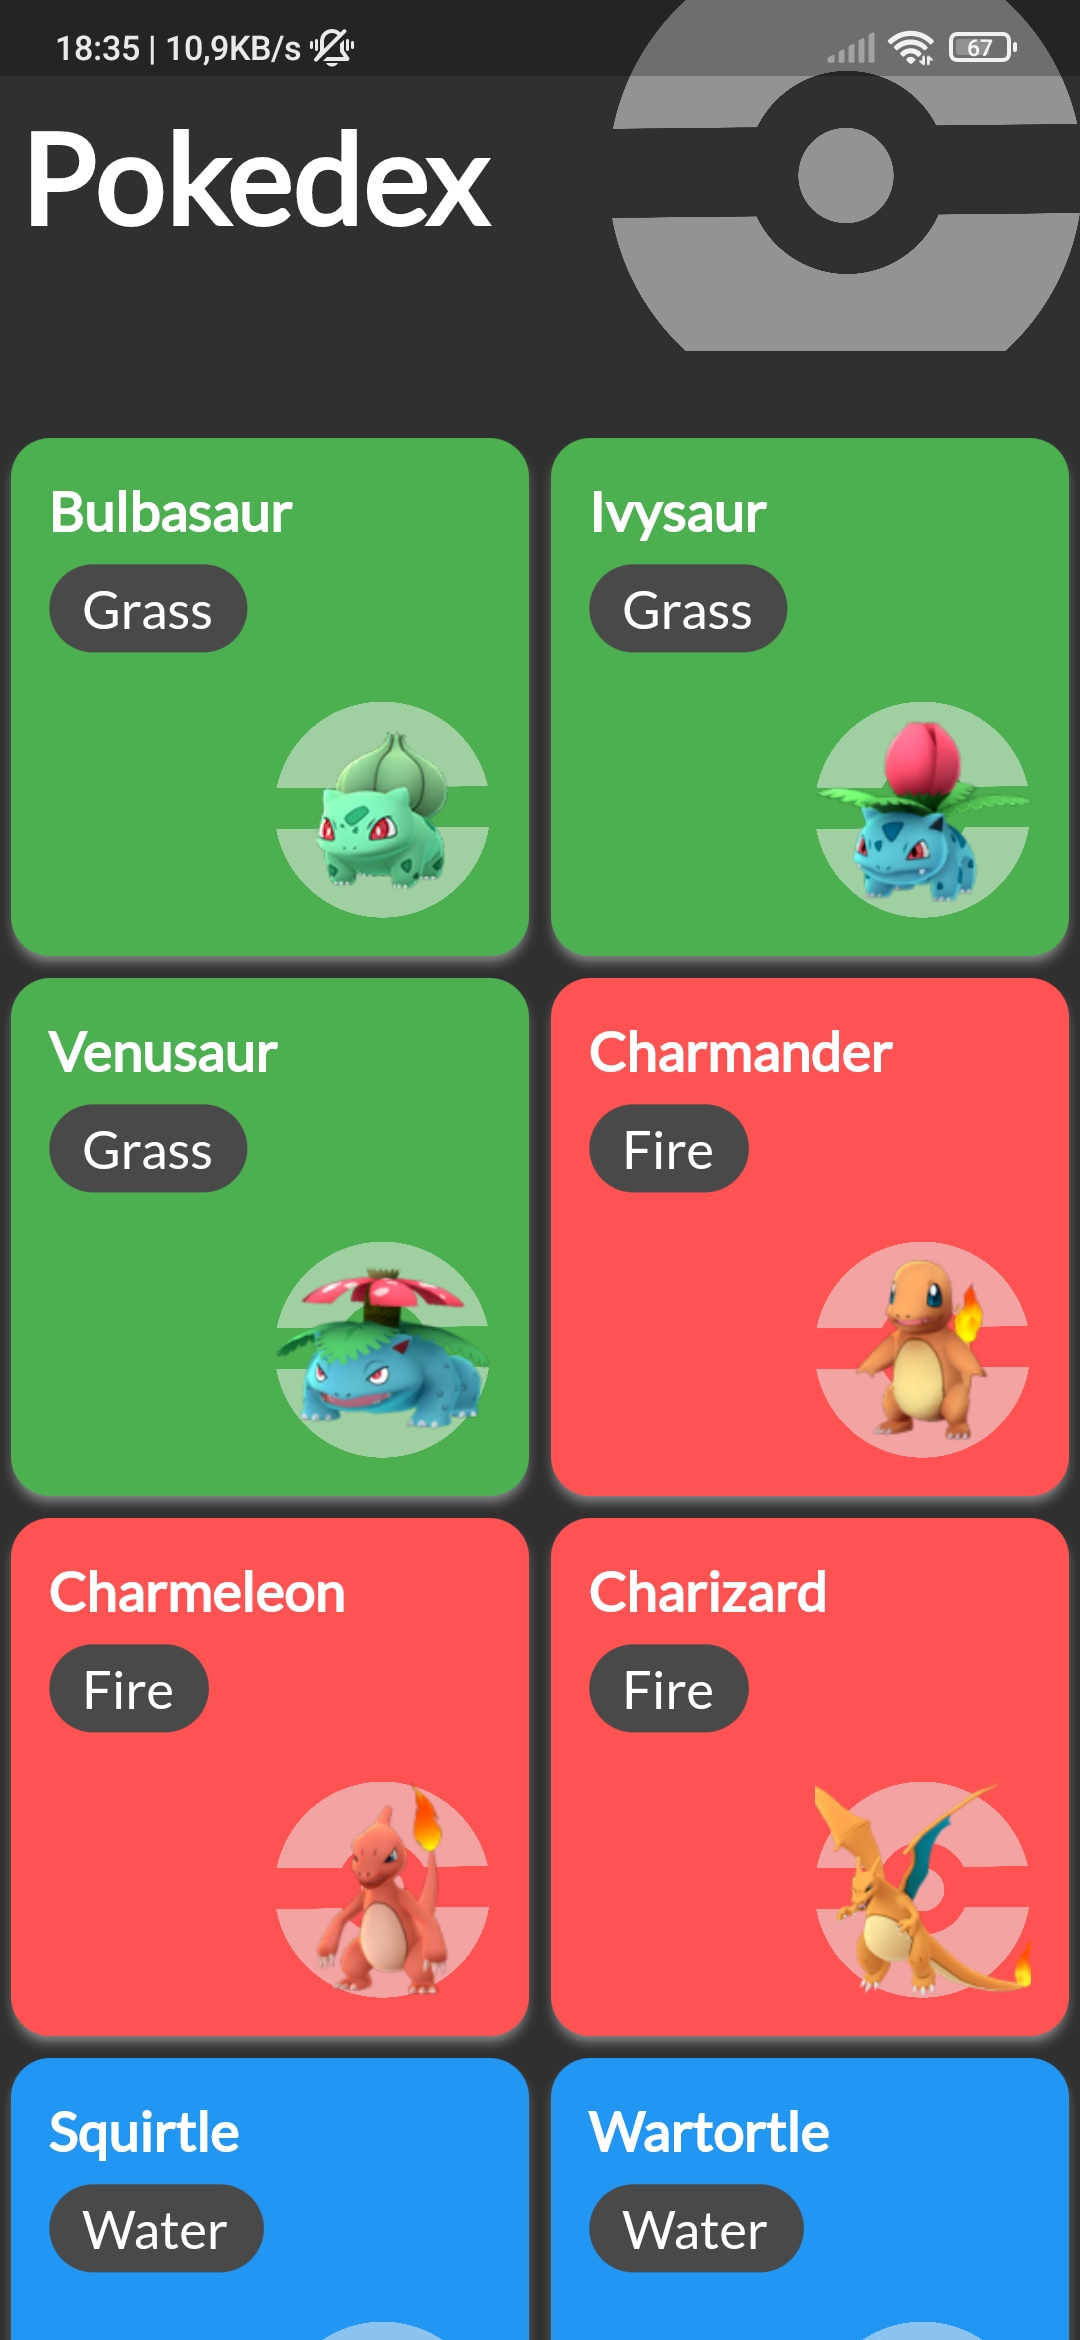 18:35 | 10,9KB/s
67
Pokedex
Bulbasaur
Grass
Ivysaur
Grass
Venusaur
Grass
Charmander
Fire
Charmeleon
Fire
Charizard
Fire
Squirtle
Water
Wartortle
Water